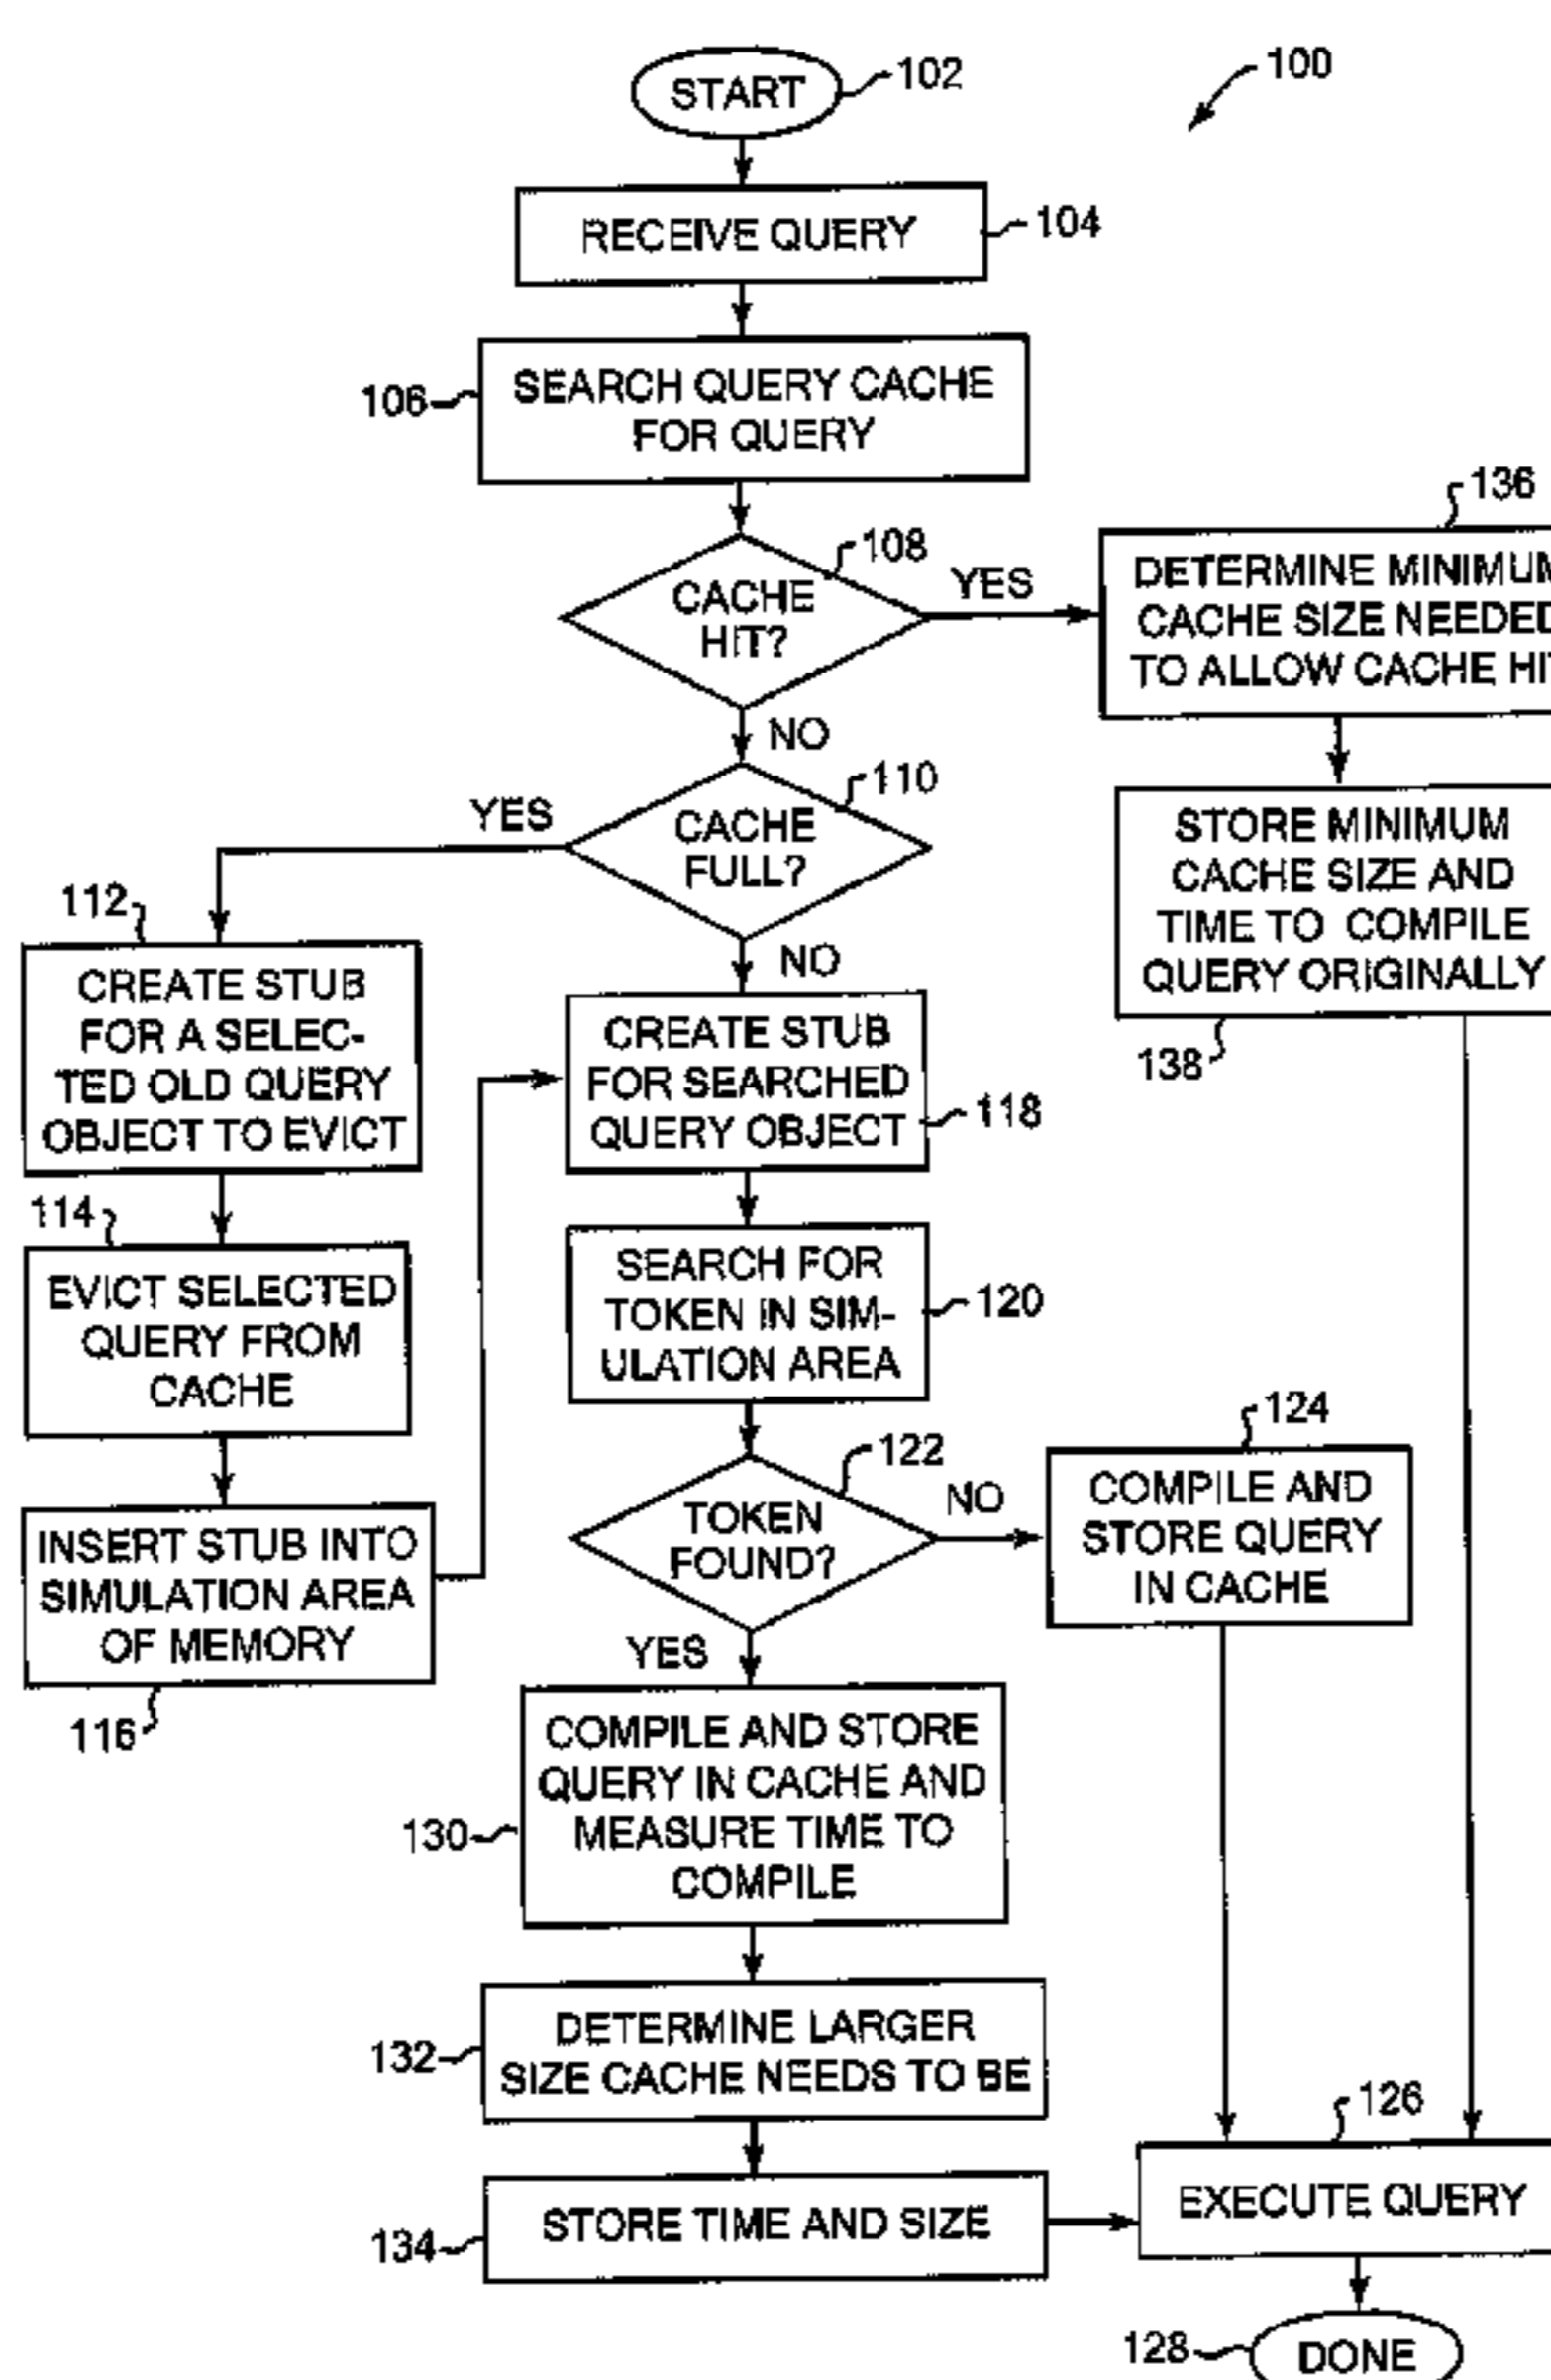 START
102
100
RECEIVE QUERY
104
SEARCH QUERY CACHE
FOR QUERY
106
CACHE
HIT?
108
YES
NO
136
DETERMINE MINIMUM
CACHE SIZE NEEDED
TO ALLOW CACHE HIT
STORE MINIMUM
CACHE SIZE AND
TIME TO COMPILE
QUERY ORIGINALLY
138
CACHE
FULL?
110
YES
NO
112
CREATE STUB
FOR A SELEC-
TED OLD QUERY
OBJECT TO EVICT
114
EVICT SELECTED
QUERY FROM
CACHE
INSERT STUB INTO
SIMULATION AREA
OF MEMORY
116
CREATE STUB
FOR SEARCHED
QUERY OBJECT
118
SEARCH FOR
TOKEN IN SIM-
ULATION AREA
120
TOKEN
FOUND?
122
NO
YES
124
COMPILE AND
STORE QUERY
IN CACHE
COMPILE AND STORE
QUERY IN CACHE AND
MEASURE TIME TO
COMPILE
130
DETERMINE LARGER
SIZE CACHE NEEDS TO BE
132
STORE TIME AND SIZE
134
126
EXECUTE QUERY
128
DONE